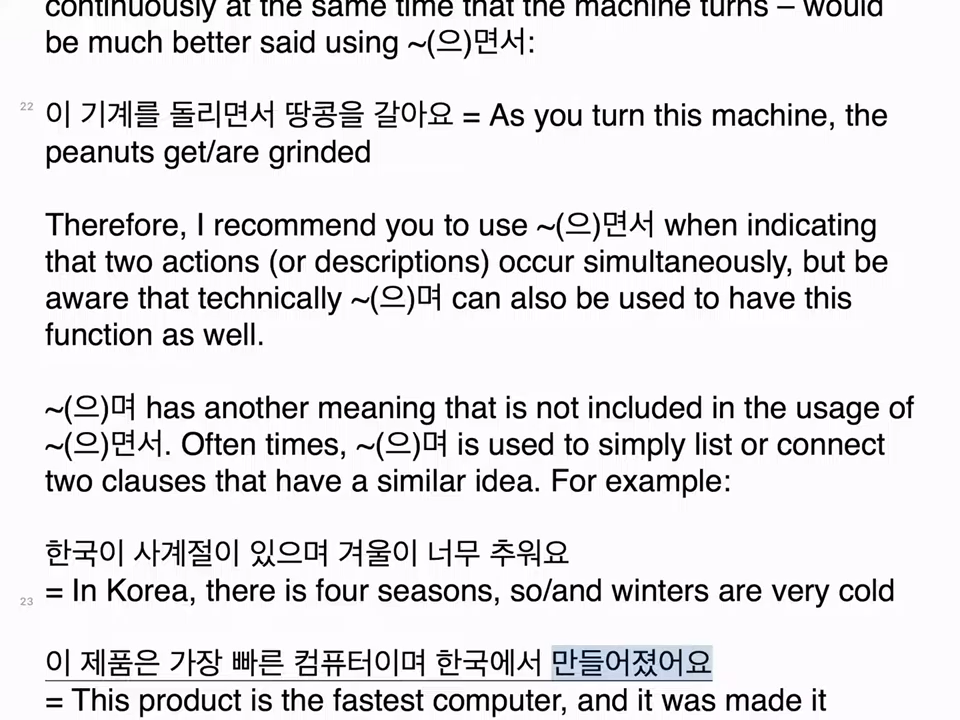 continuously at the same time that the machine turns – would
be much better said using ~(으)면서:
22
이 기계를 돌리면서 땅콩을 갈아요 = As you turn this machine, the
peanuts get/are grinded
Therefore, I recommend you to use ~(으)면서 when indicating
that two actions (or descriptions) occur simultaneously, but be
aware that technically ~(으)며 can also be used to have this
function as well.
~(으)며 has another meaning that is not included in the usage of
~(으)면서. Often times, ~(으)며 is used to simply list or connect
two clauses that have a similar idea. For example:
한국이 사계절이 있으며 겨울이 너무 추워요
23
= In Korea, there is four seasons, so/and winters are very cold
이 제품은 가장 빠른 컴퓨터이며 한국에서 만들어졌어요
= This product is the fastest computer, and it was made it